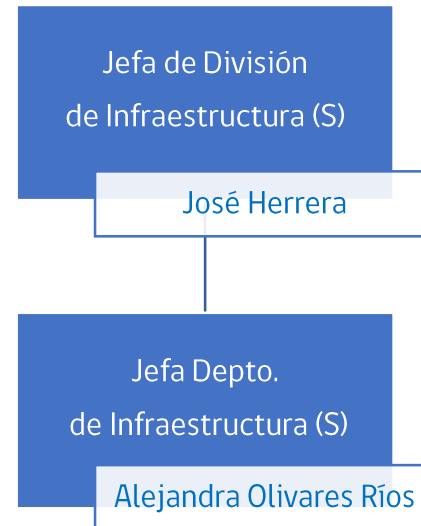 Jefa de División
de Infraestructura (S)
José Herrera
Jefa Depto.
de Infraestructura (S)
Alejandra Olivares Ríos